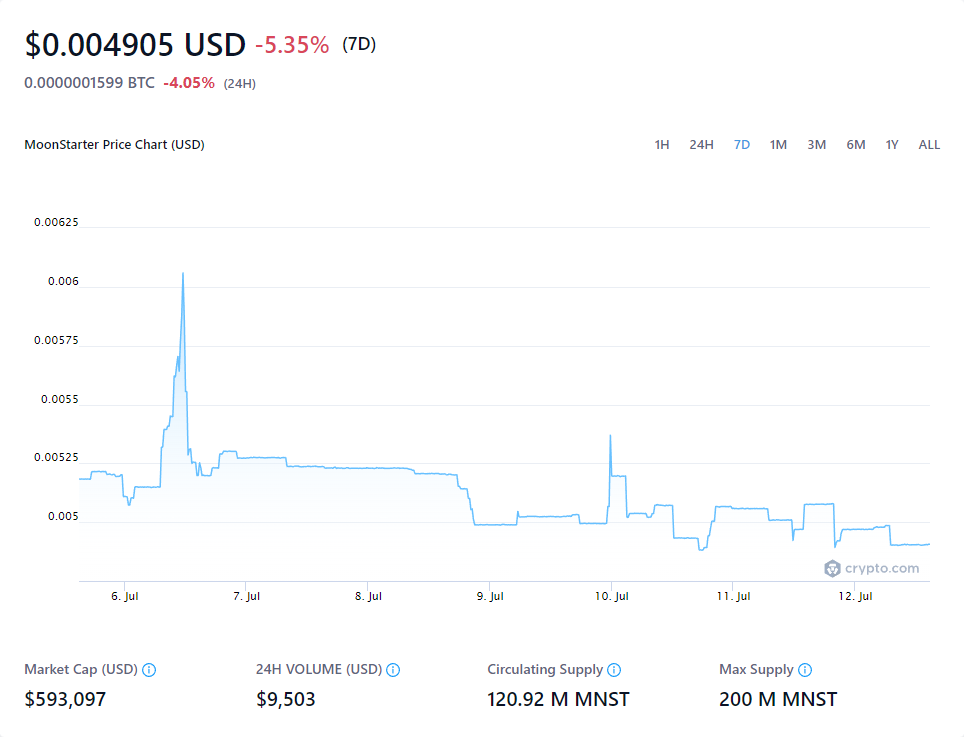 $0.004905 USD -5.35% (7D)
0.0000001599 BTC -4.05% (24H)
MoonStarter Price Chart (USD) 1H 24H 7D 1M 3M 6M 1Y ALL
0.00625
0.006
0.00575
0.0055
0.00525
0.005
crypto.com
6. Jul 7. Jul 8. Jul 9. Jul 10. Jul 11. Jul 12. Jul
Market Cap (USD) 24H VOLUME (USD) Circulating Supply Max Supply
$593,097 $9,503 120.92 M MNST 200 M MNST